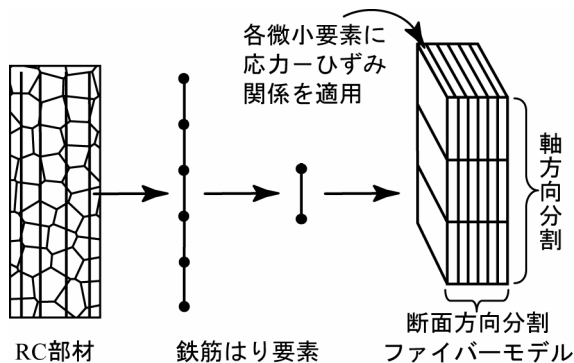 各微小要素に
応力−ひずみ
関係を適用
軸方向分割
断面方向分割
RC部材
鉄筋はり要素
ファイバーモデル